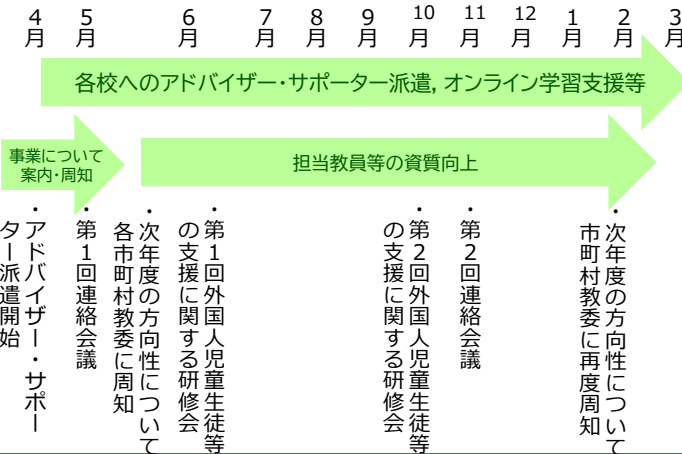 4月
5月
6月
7月
8月
9月
10月
11月
12月
1月
2月
3月
各校へのアドバイザー・サポーター派遣，オンライン学習支援等
事業について
案内・周知
担当教員等の資質向上
・アドバイザー・サポー
ター派遣開始
・第1回連絡会議
・次年度の方向性について
各市町村教委に周知
・第1回外国人児童生徒等
の支援に関する研修会
・第2回外国人児童生徒等
の支援に関する研修会
・第2回連絡会議
・次年度の方向性について
市町村教委に再度周知